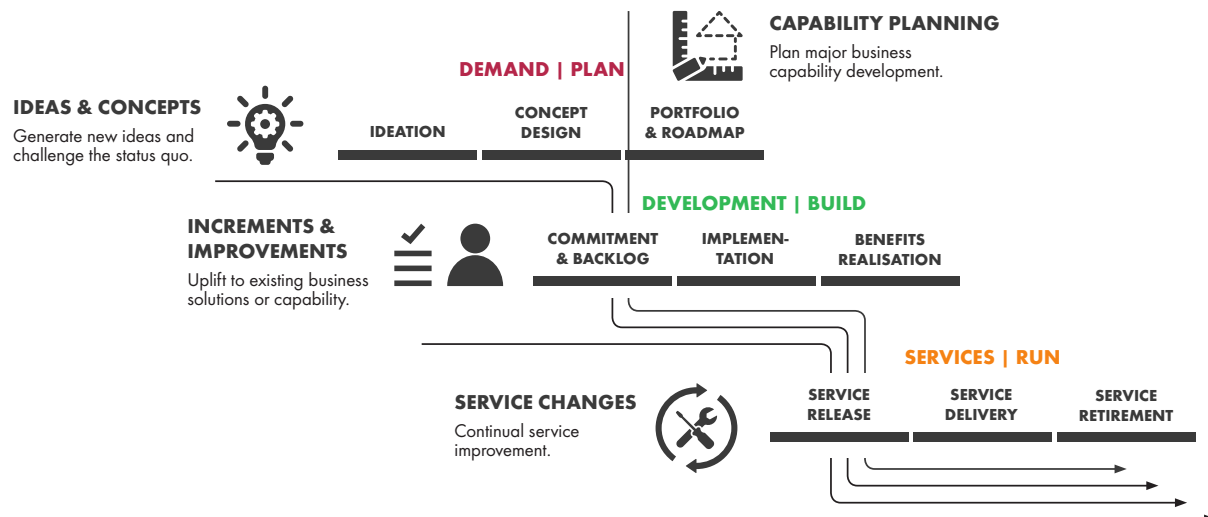 CAPABILITY PLANNING
Plan major business
capability development.
DEMAND | PLAN
IDEAS & CONCEPTS
Generate new ideas and
challenge the status quo.
IDEATION
CONCEPT
DESIGN
PORTFOLIO
& ROADMAP
DEVELOPMENT | BUILD
INCREMENTS &
IMPROVEMENTS
Uplift to existing business
solutions or capability.
COMMITMENT
& BACKLOG
IMPLEMEN-
TATION
BENEFITS
REALISATION
SERVICES | RUN
SERVICE CHANGES
Continual service
improvement.
SERVICE
RELEASE
SERVICE
DELIVERY
SERVICE
RETIREMENT